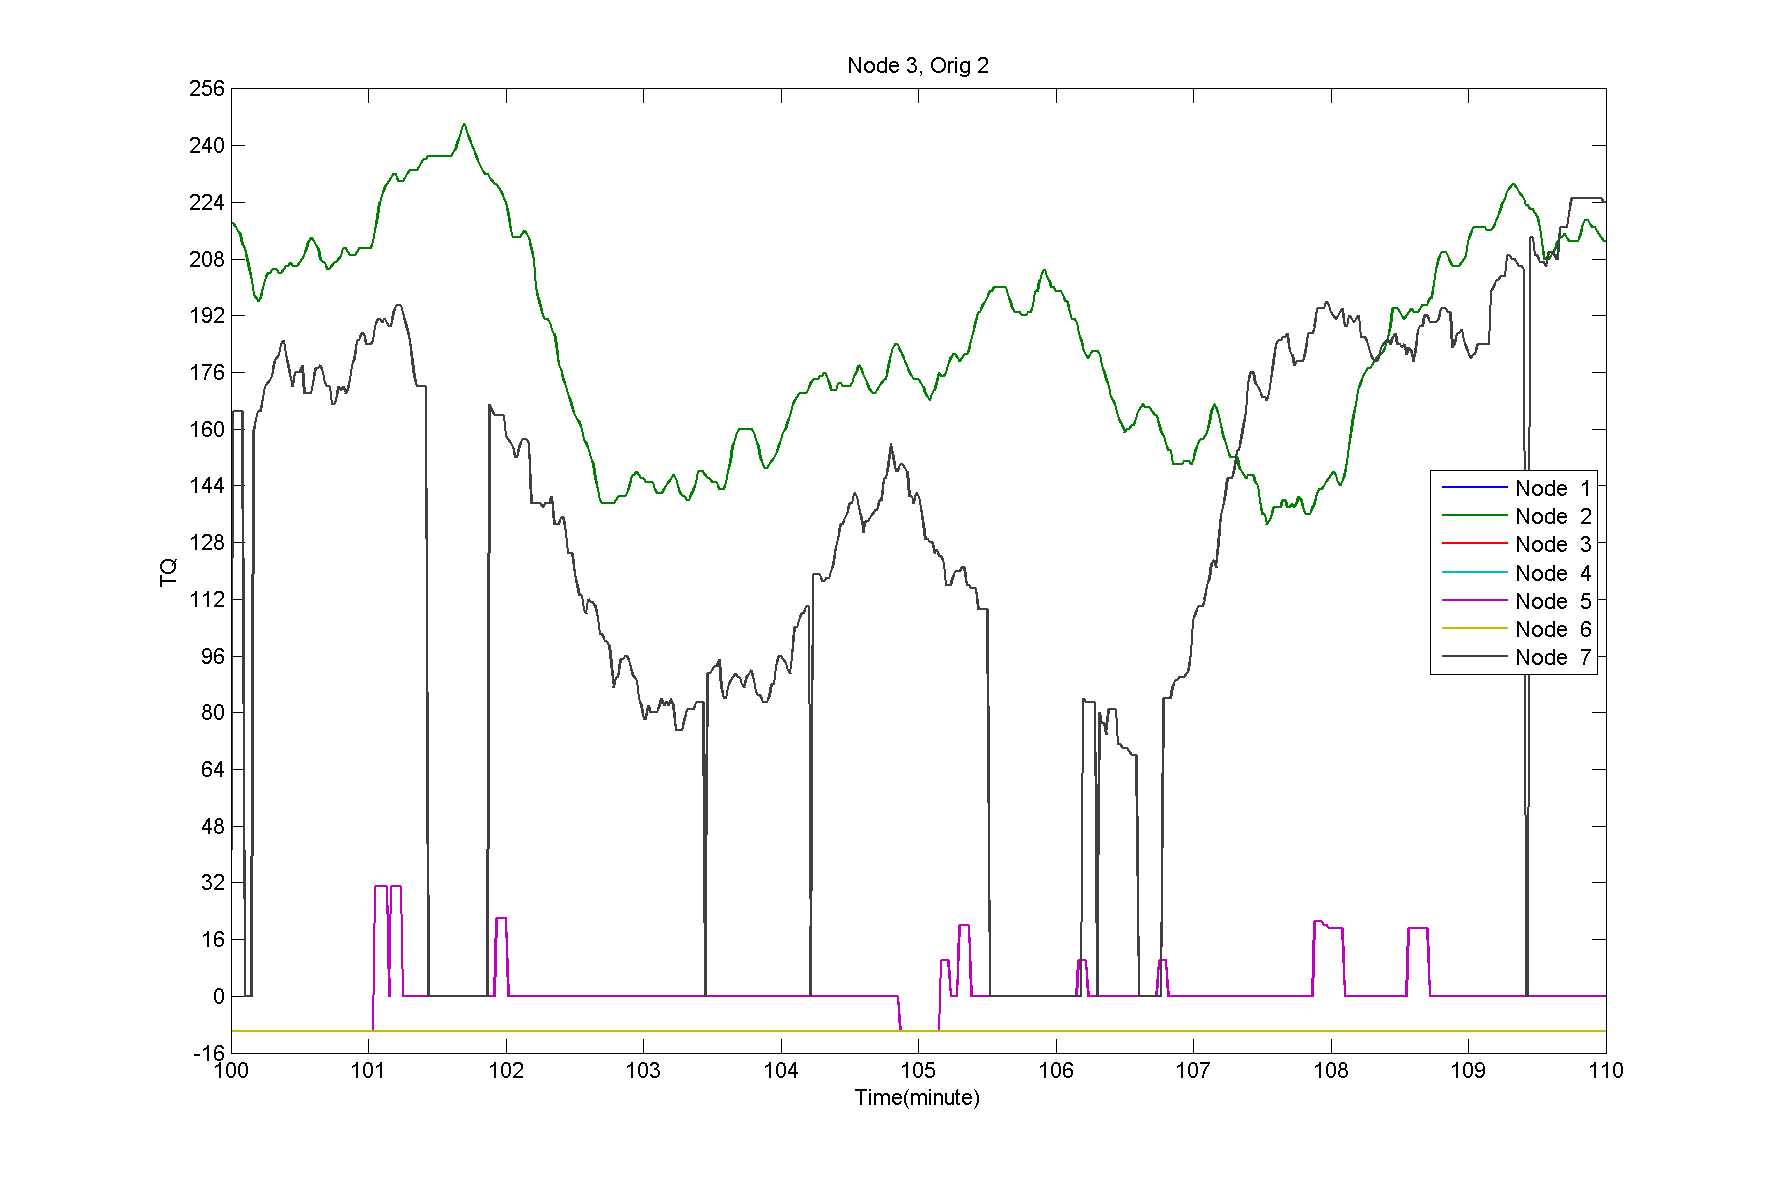 Node 3, Orig 2
256
240
224
208
192
176
160
144
128
112
96
80
64
48
32
16
0
-16
TQ
Node 1
Node 2
Node 3
Node 4
Node 5
Node 6
Node 7
100 101 102 103 104 105 106 107 108 109 110
Time(minute)